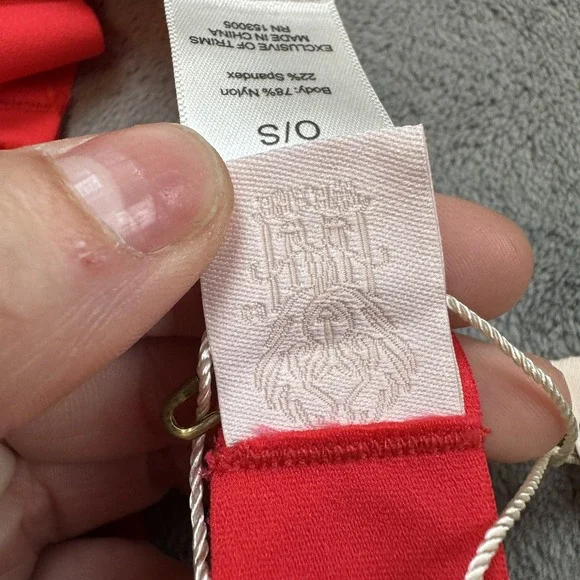 O/S
Body: 78% Nylon
22% Spandex
EXCLUSIVE OF TRIMS
MADE IN CHINA
RN 153005